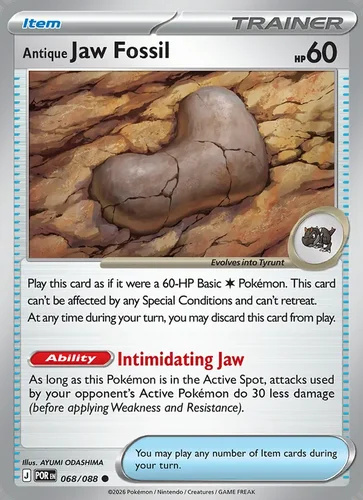 Item
TRAINER
Antique Jaw Fossil
HP60
Evolves into Tyrunt
Play this card as if it were a 60-HP Basic Pokémon. This card
can't be affected by any Special Conditions and can't retreat.
At any time during your turn, you may discard this card from play.
Ability Intimidating Jaw
As long as this Pokémon is in the Active Spot, attacks used
by your opponent's Active Pokémon do 30 less damage
(before applying Weakness and Resistance).
Illus. AYUMI ODASHIMA
You may play any number of Item cards during
your turn.
J POR EN 068/088
©2026 Pokémon / Nintendo / Creatures / GAME FREAK